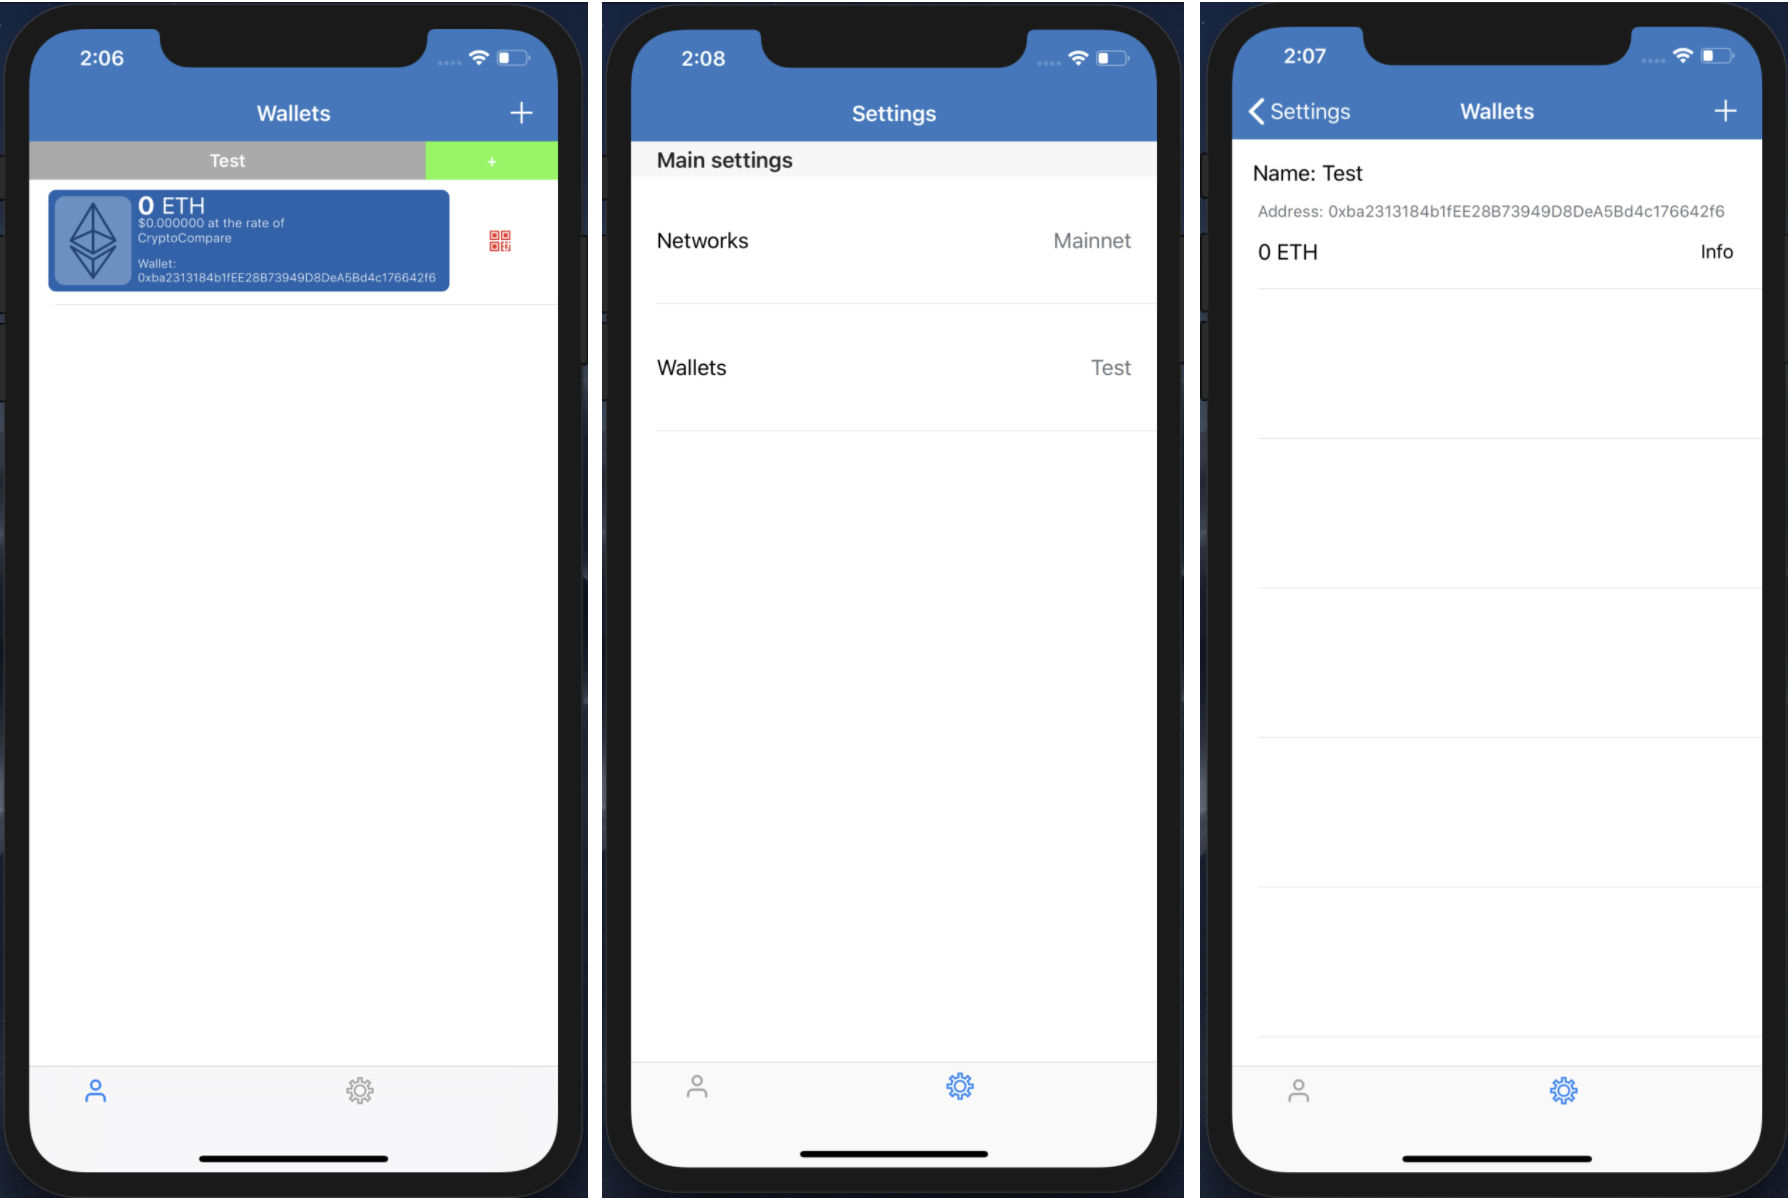 2:06
Wallets +
Test +
0 ETH
$0.000000 at the rate of
CryptoCompare
Wallet:
0xba2313184b1fEE28B73949D8DeA5Bd4c176642f6
2:08
Settings
Main settings
Networks Mainnet
Wallets Test
2:07
Settings Wallets +
Name: Test
Address: 0xba2313184b1fEE28B73949D8DeA5Bd4c176642f6
0 ETH Info